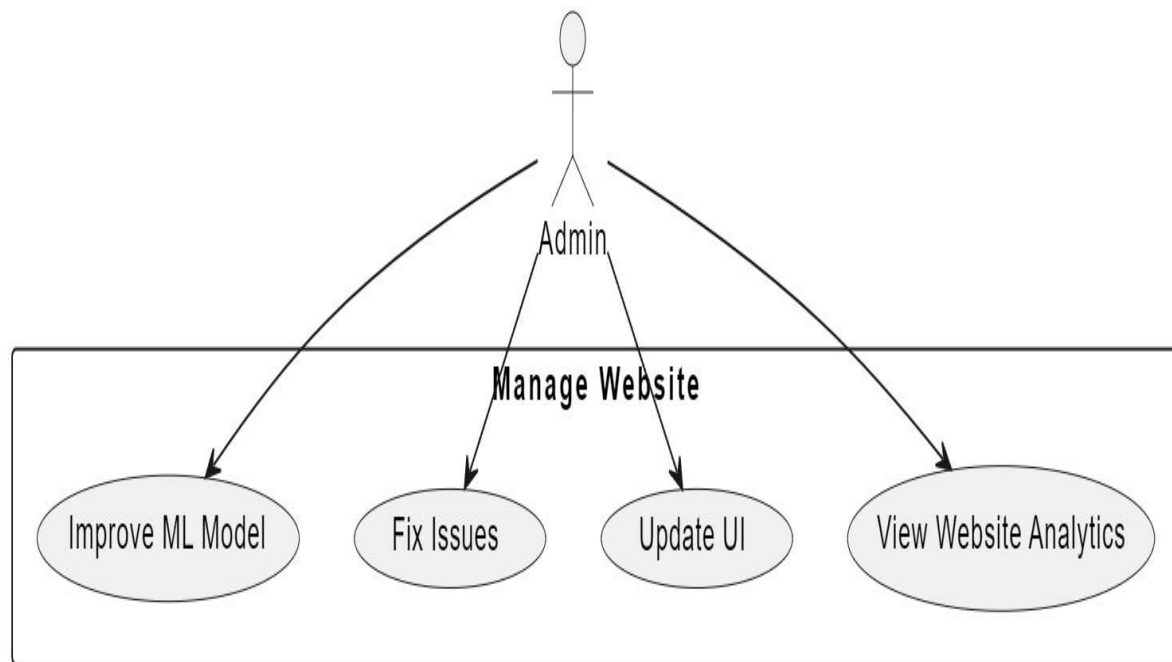 Admin
Manage Website
Improve ML Model
Fix Issues
Update UI
View Website Analytics